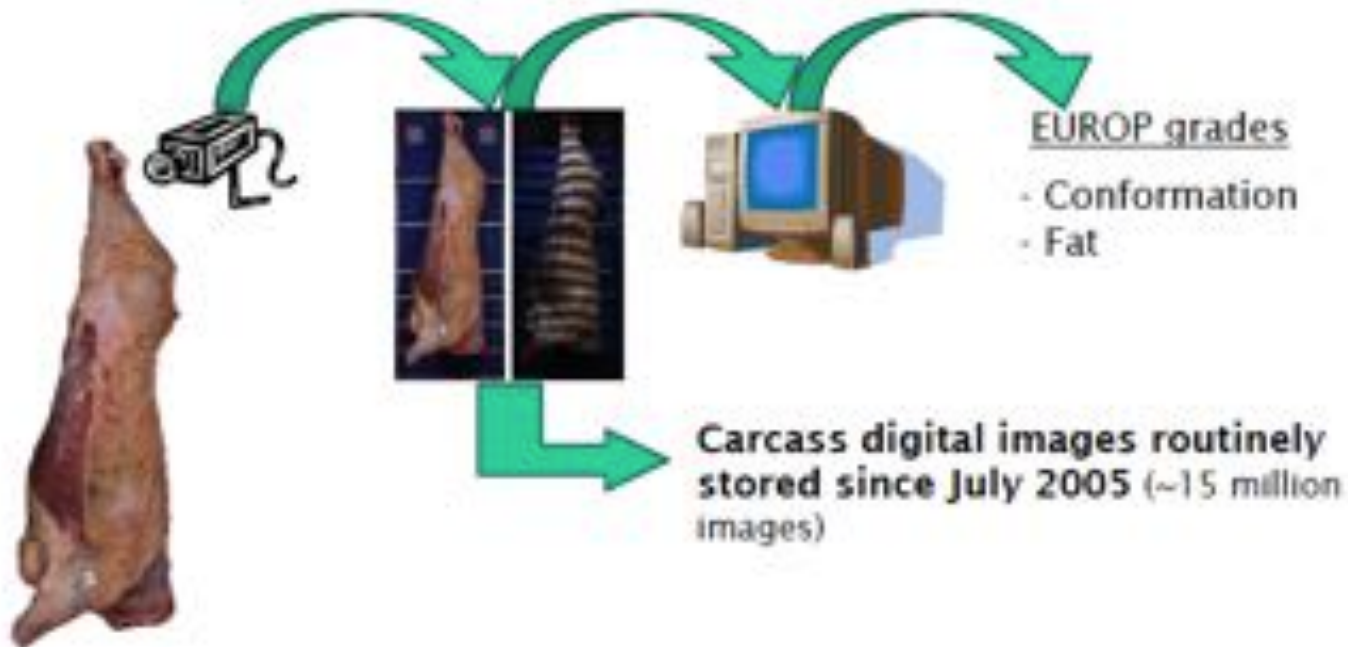 EUROP grades
- Conformation
- Fat
Carcass digital images routinely
stored since July 2005 (~15 million
images)